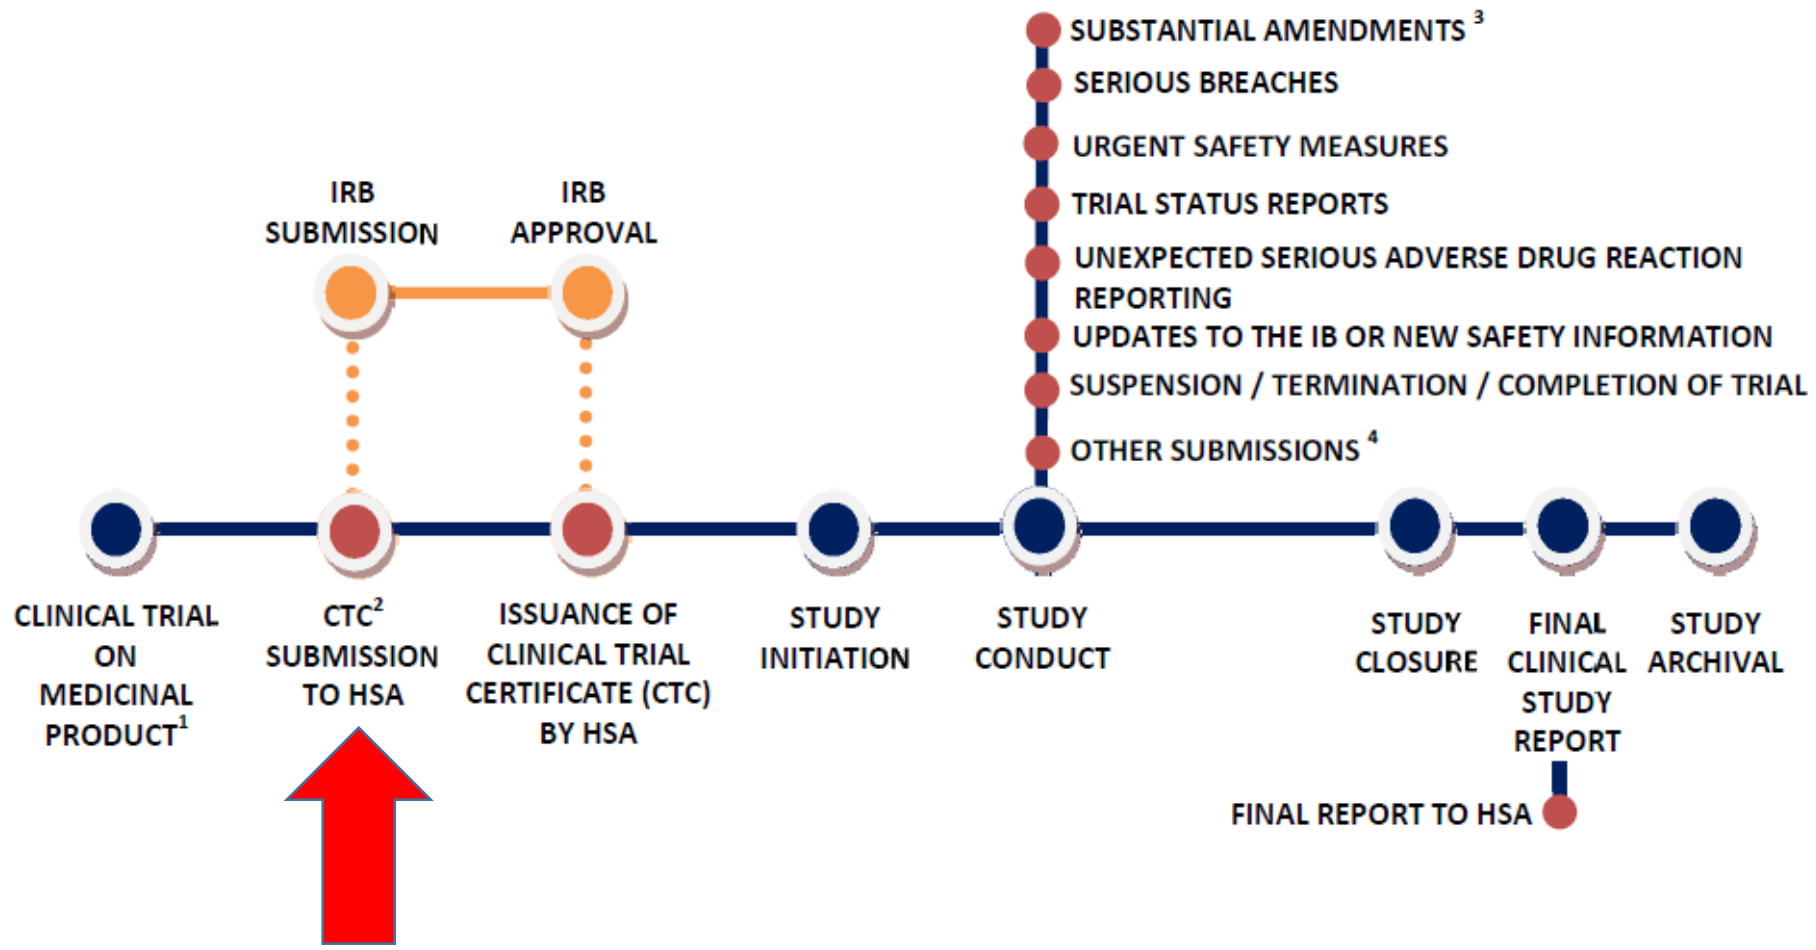 SUBSTANTIAL AMENDMENTS 3
SERIOUS BREACHES
URGENT SAFETY MEASURES
TRIAL STATUS REPORTS
UNEXPECTED SERIOUS ADVERSE DRUG REACTION
REPORTING
UPDATES TO THE IB OR NEW SAFETY INFORMATION
SUSPENSION / TERMINATION / COMPLETION OF TRIAL
OTHER SUBMISSIONS 4
IRB
SUBMISSION
IRB
APPROVAL
CLINICAL TRIAL
ON
MEDICINAL
PRODUCT1
CTC2
SUBMISSION
TO HSA
ISSUANCE OF
CLINICAL TRIAL
CERTIFICATE (CTC)
BY HSA
STUDY
INITIATION
STUDY
CONDUCT
STUDY
CLOSURE
FINAL
CLINICAL
STUDY
REPORT
STUDY
ARCHIVAL
FINAL REPORT TO HSA